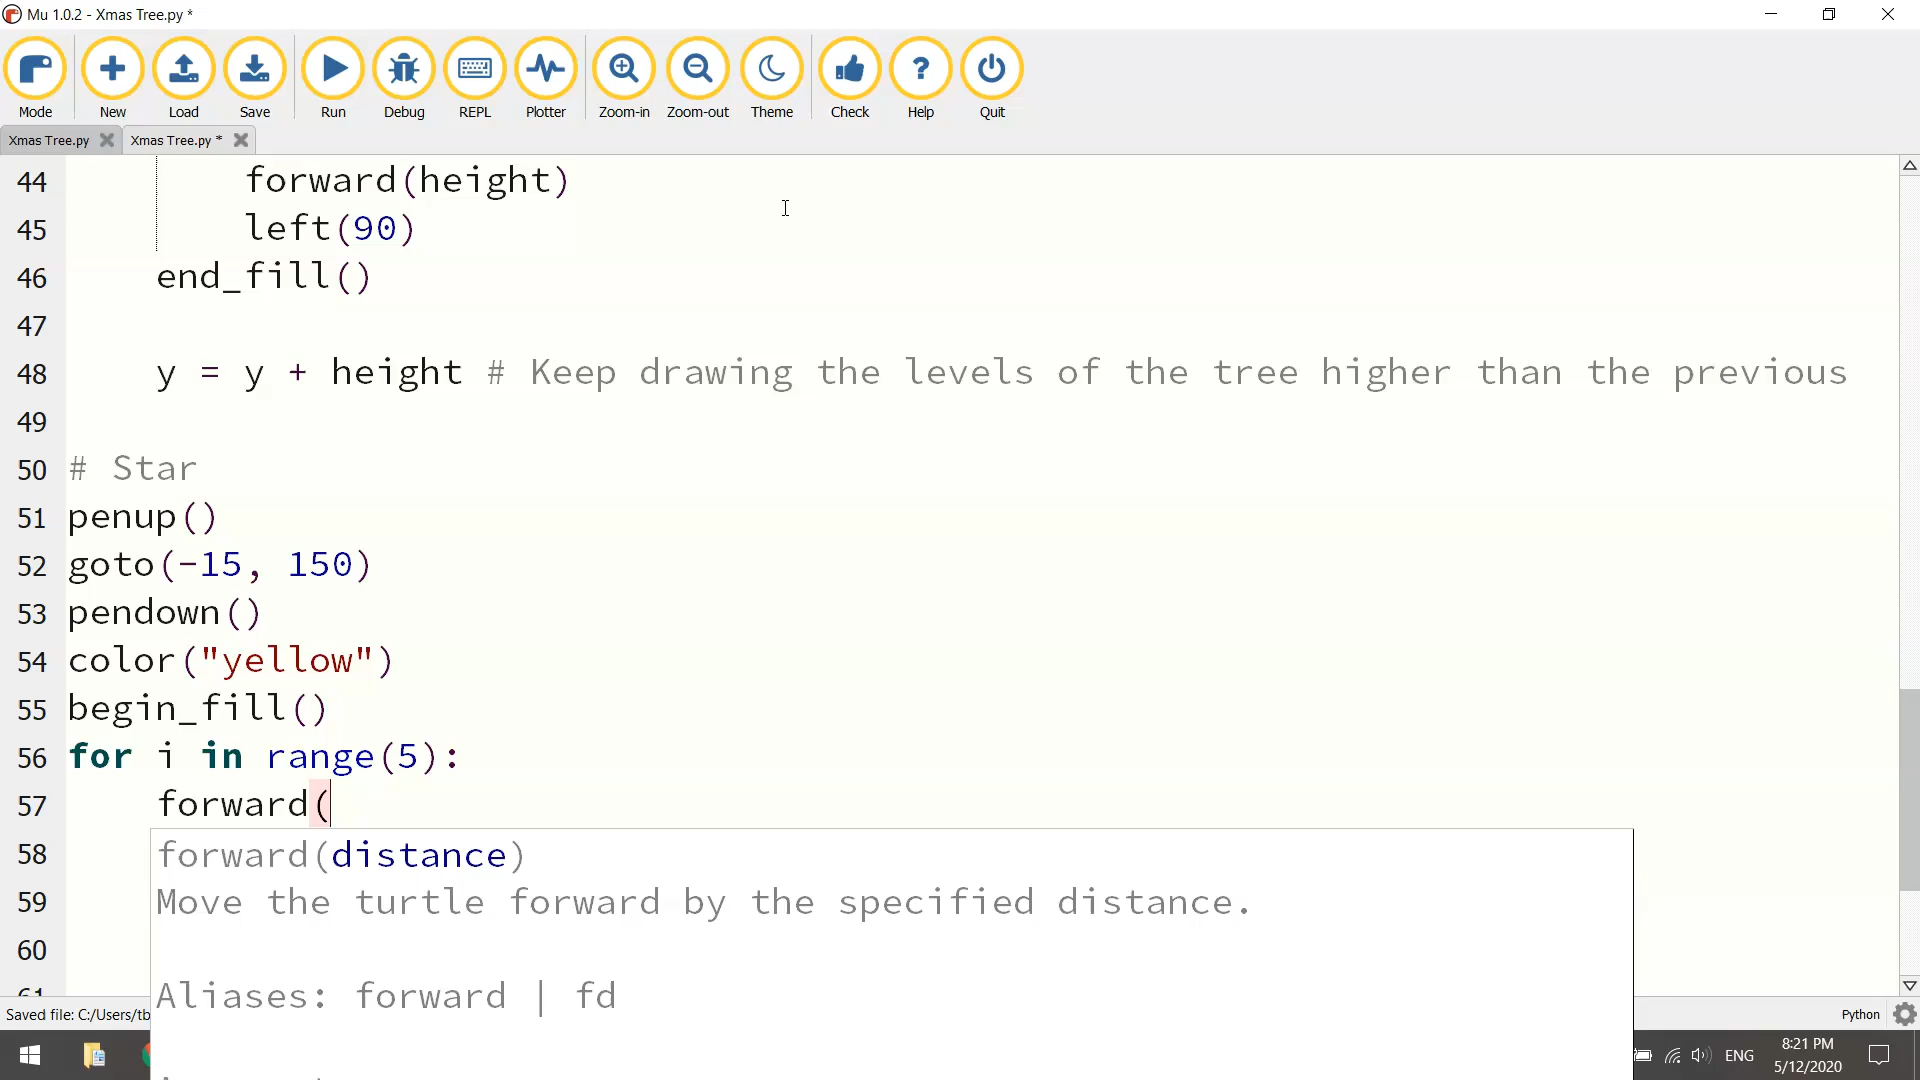 Mu 1.0.2 - Xmas Tree.py *
Mode New Load Save Run Debug REPL Plotter Zoom-in Zoom-out Theme Check Help Quit
Xmas Tree.py Xmas Tree.py *
44 forward(height)
45 left(90)
46 end_fill()
47
48 y = y + height # Keep drawing the levels of the tree higher than the previous
49
50 # Star
51 penup()
52 goto(-15, 150)
53 pendown()
54 color("yellow")
55 begin_fill()
56 for i in range(5):
57 forward(
58 forward(distance)
59 Move the turtle forward by the specified distance.
60
61 Aliases: forward | fd
Saved file: C:/Users/tb
Python
ENG
8:21 PM
5/12/2020